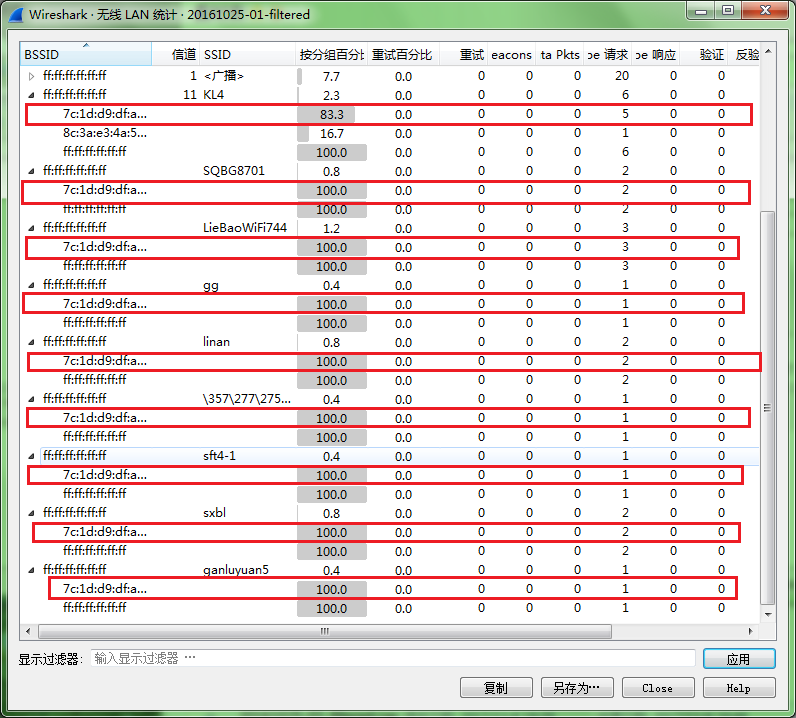 Wireshark · 无线 LAN 统计 · 20161025-01-filtered
BSSID 信道 SSID 按分组百分比 重试百分比 重试 eacons ta Pkts be 请求 be 响应 验证 反验
ff:ff:ff:ff:ff:ff 1 <广播> 7.7 0.0 0 0 0 20 0 0
ff:ff:ff:ff:ff:ff 11 KL4 2.3 0.0 0 0 0 6 0 0
7c:1d:d9:df:a... 83.3 0.0 0 0 0 5 0 0
8c:3a:e3:4a:5... 16.7 0.0 0 0 0 1 0 0
ff:ff:ff:ff:ff:ff 100.0 0.0 0 0 0 6 0 0
ff:ff:ff:ff:ff:ff SQBG8701 0.8 0.0 0 0 0 2 0 0
7c:1d:d9:df:a... 100.0 0.0 0 0 0 2 0 0
ff:ff:ff:ff:ff:ff 100.0 0.0 0 0 0 2 0 0
ff:ff:ff:ff:ff:ff LieBaoWiFi744 1.2 0.0 0 0 0 3 0 0
7c:1d:d9:df:a... 100.0 0.0 0 0 0 3 0 0
ff:ff:ff:ff:ff:ff 100.0 0.0 0 0 0 3 0 0
ff:ff:ff:ff:ff:ff gg 0.4 0.0 0 0 0 1 0 0
7c:1d:d9:df:a... 100.0 0.0 0 0 0 1 0 0
ff:ff:ff:ff:ff:ff 100.0 0.0 0 0 0 1 0 0
ff:ff:ff:ff:ff:ff linan 0.8 0.0 0 0 0 2 0 0
7c:1d:d9:df:a... 100.0 0.0 0 0 0 2 0 0
ff:ff:ff:ff:ff:ff 100.0 0.0 0 0 0 2 0 0
ff:ff:ff:ff:ff:ff \357\277\275... 0.4 0.0 0 0 0 1 0 0
7c:1d:d9:df:a... 100.0 0.0 0 0 0 1 0 0
ff:ff:ff:ff:ff:ff 100.0 0.0 0 0 0 1 0 0
ff:ff:ff:ff:ff:ff sft4-1 0.4 0.0 0 0 0 1 0 0
7c:1d:d9:df:a... 100.0 0.0 0 0 0 1 0 0
ff:ff:ff:ff:ff:ff 100.0 0.0 0 0 0 1 0 0
ff:ff:ff:ff:ff:ff sxbl 0.8 0.0 0 0 0 2 0 0
7c:1d:d9:df:a... 100.0 0.0 0 0 0 2 0 0
ff:ff:ff:ff:ff:ff 100.0 0.0 0 0 0 2 0 0
ff:ff:ff:ff:ff:ff ganluyuan5 0.4 0.0 0 0 0 1 0 0
7c:1d:d9:df:a... 100.0 0.0 0 0 0 1 0 0
ff:ff:ff:ff:ff:ff 100.0 0.0 0 0 0 1 0 0
显示过滤器: 输入显示过滤器 … 应用
复制 另存为… Close Help